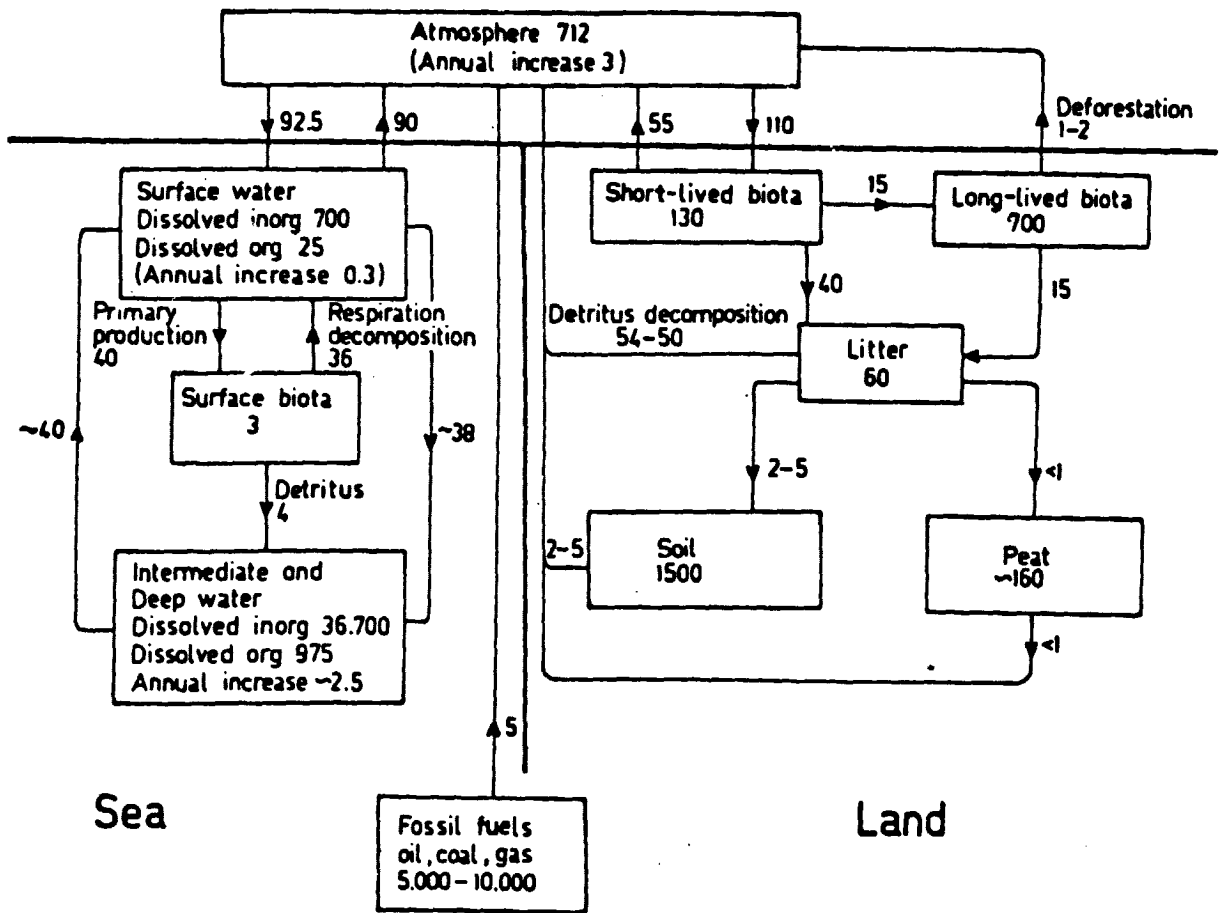 Atmosphere 712
(Annual increase 3)
92.5
90
55
110
Deforestation
1-2
Surface water
Dissolved inorg 700
Dissolved org 25
(Annual increase 0.3)
Short-lived biota
130
15
Long-lived biota
700
40
15
Primary
production
40
Respiration
decomposition
36
Detritus decomposition
54-50
Litter
60
Surface biota
3
~40
~38
Detritus
4
2-5
<1
Intermediate and
Deep water
Dissolved inorg 36.700
Dissolved org 975
Annual increase ~2.5
2-5
Soil
1500
Peat
~160
<1
5
Sea
Land
Fossil fuels
oil, coal, gas
5.000-10.000